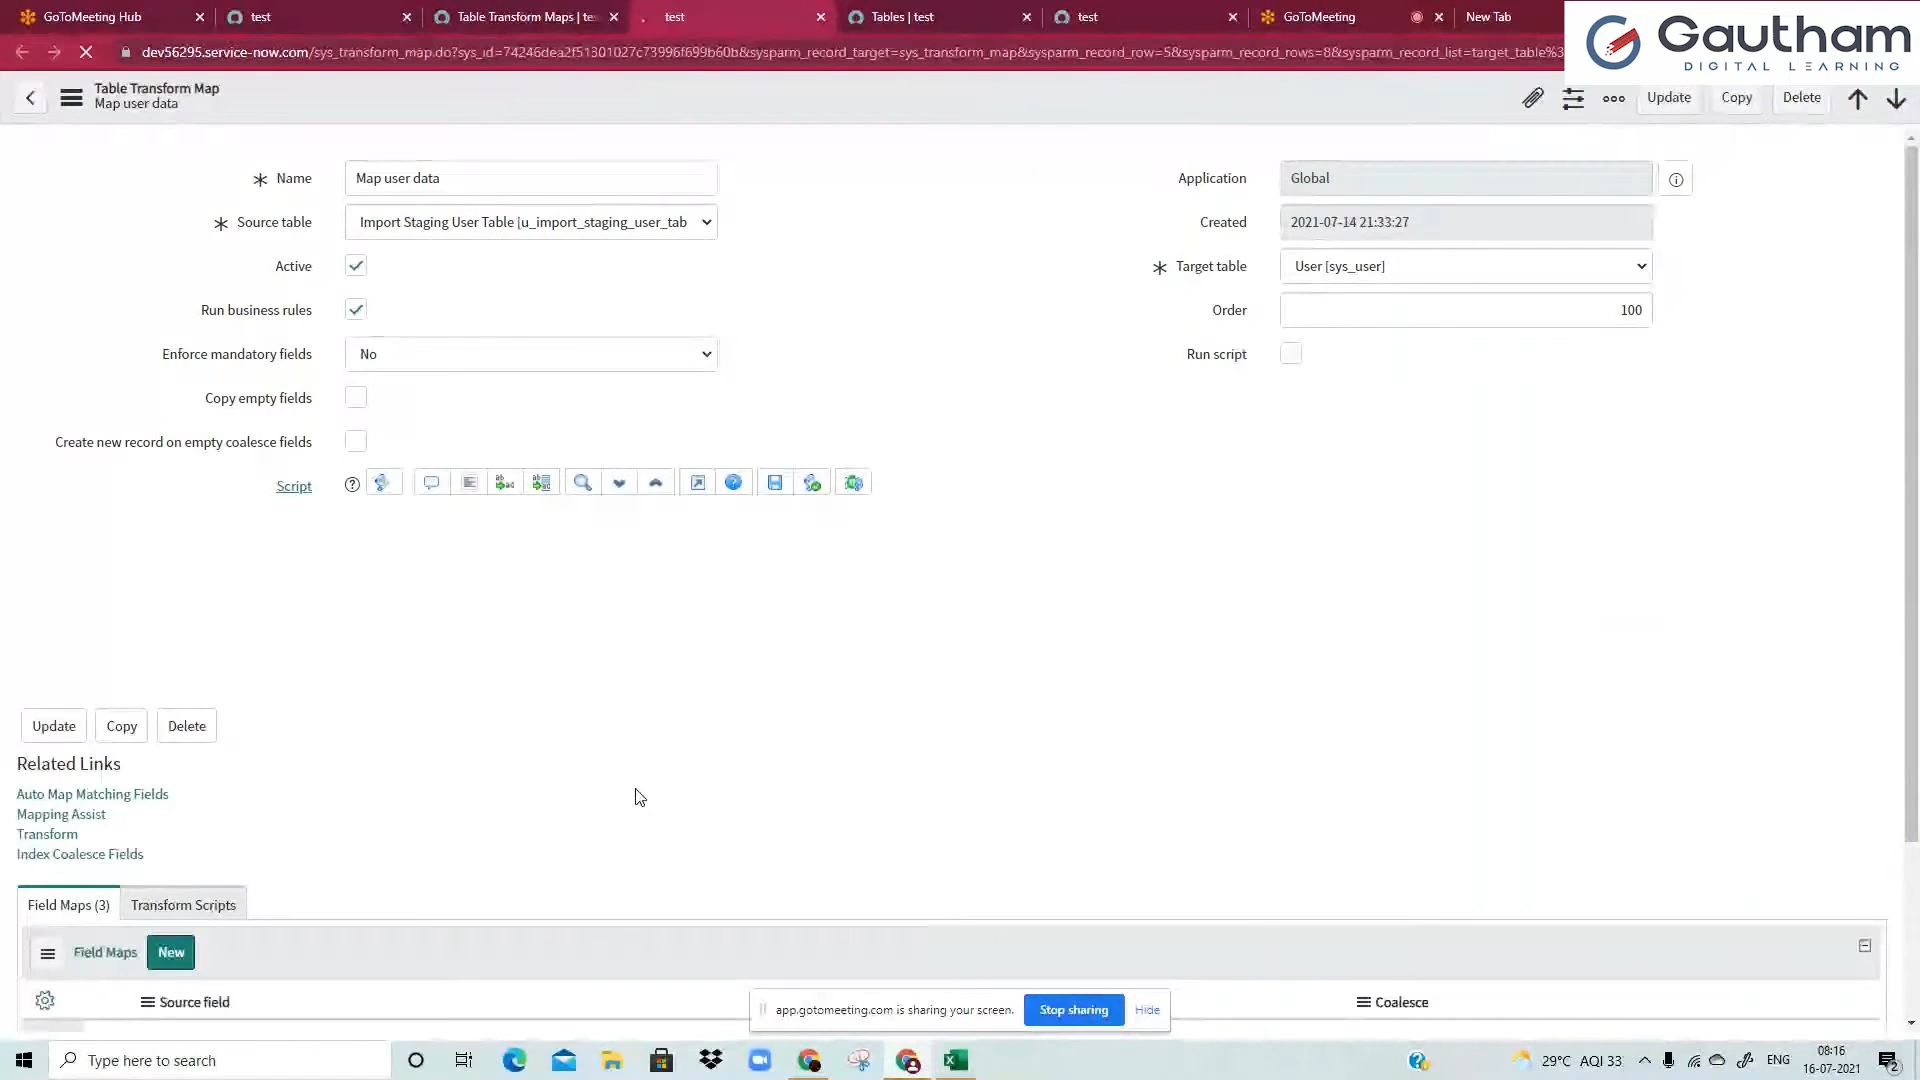 GoToMeeting Hub
test
Table Transform Maps | te
test
Tables | test
test
GoToMeeting
New Tab
dev56295.service-now.com/sys_transform_map.do?sys_id=74246dea2f51301027c73996f699b60b&sysparm_record_target=sys_transform_map&sysparm_record_row=5&sysparm_record_rows=8&sysparm_record_list=target_table%3
Gautham
DIGITAL LEARNING
Table Transform Map
Map user data
Update
Copy
Delete
Name
Map user data
Application
Global
Source table
Import Staging User Table [u_import_staging_user_tab
Created
2021-07-14 21:33:27
Active
Target table
User [sys_user]
Run business rules
Order
100
Enforce mandatory fields
No
Run script
Copy empty fields
Create new record on empty coalesce fields
Script
Update
Copy
Delete
Related Links
Auto Map Matching Fields
Mapping Assist
Transform
Index Coalesce Fields
Field Maps (3)
Transform Scripts
Field Maps
New
Source field
Coalesce
app.gotomeeting.com is sharing your screen.
Stop sharing
Hide
Type here to search
29°C AQI 33
ENG
08:16
16-07-2021
2